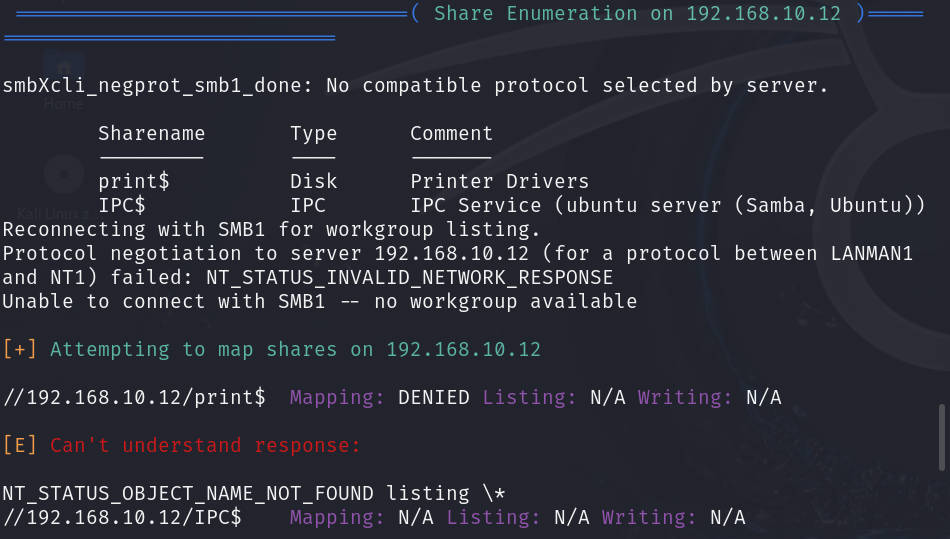 ==================================( Share Enumeration on 192.168.10.12 )=====
============================
smbXcli_negprot_smb1_done: No compatible protocol selected by server.
Home
Sharename Type Comment
--------- ---- -------
print$ Disk Printer Drivers
IPC$ IPC IPC Service (ubuntu server (Samba, Ubuntu))
Reconnecting with SMB1 for workgroup listing.
Protocol negotiation to server 192.168.10.12 (for a protocol between LANMAN1
and NT1) failed: NT_STATUS_INVALID_NETWORK_RESPONSE
Unable to connect with SMB1 -- no workgroup available
[+] Attempting to map shares on 192.168.10.12
//192.168.10.12/print$ Mapping: DENIED Listing: N/A Writing: N/A
[E] Can't understand response:
NT_STATUS_OBJECT_NAME_NOT_FOUND listing \*
//192.168.10.12/IPC$ Mapping: N/A Listing: N/A Writing: N/A